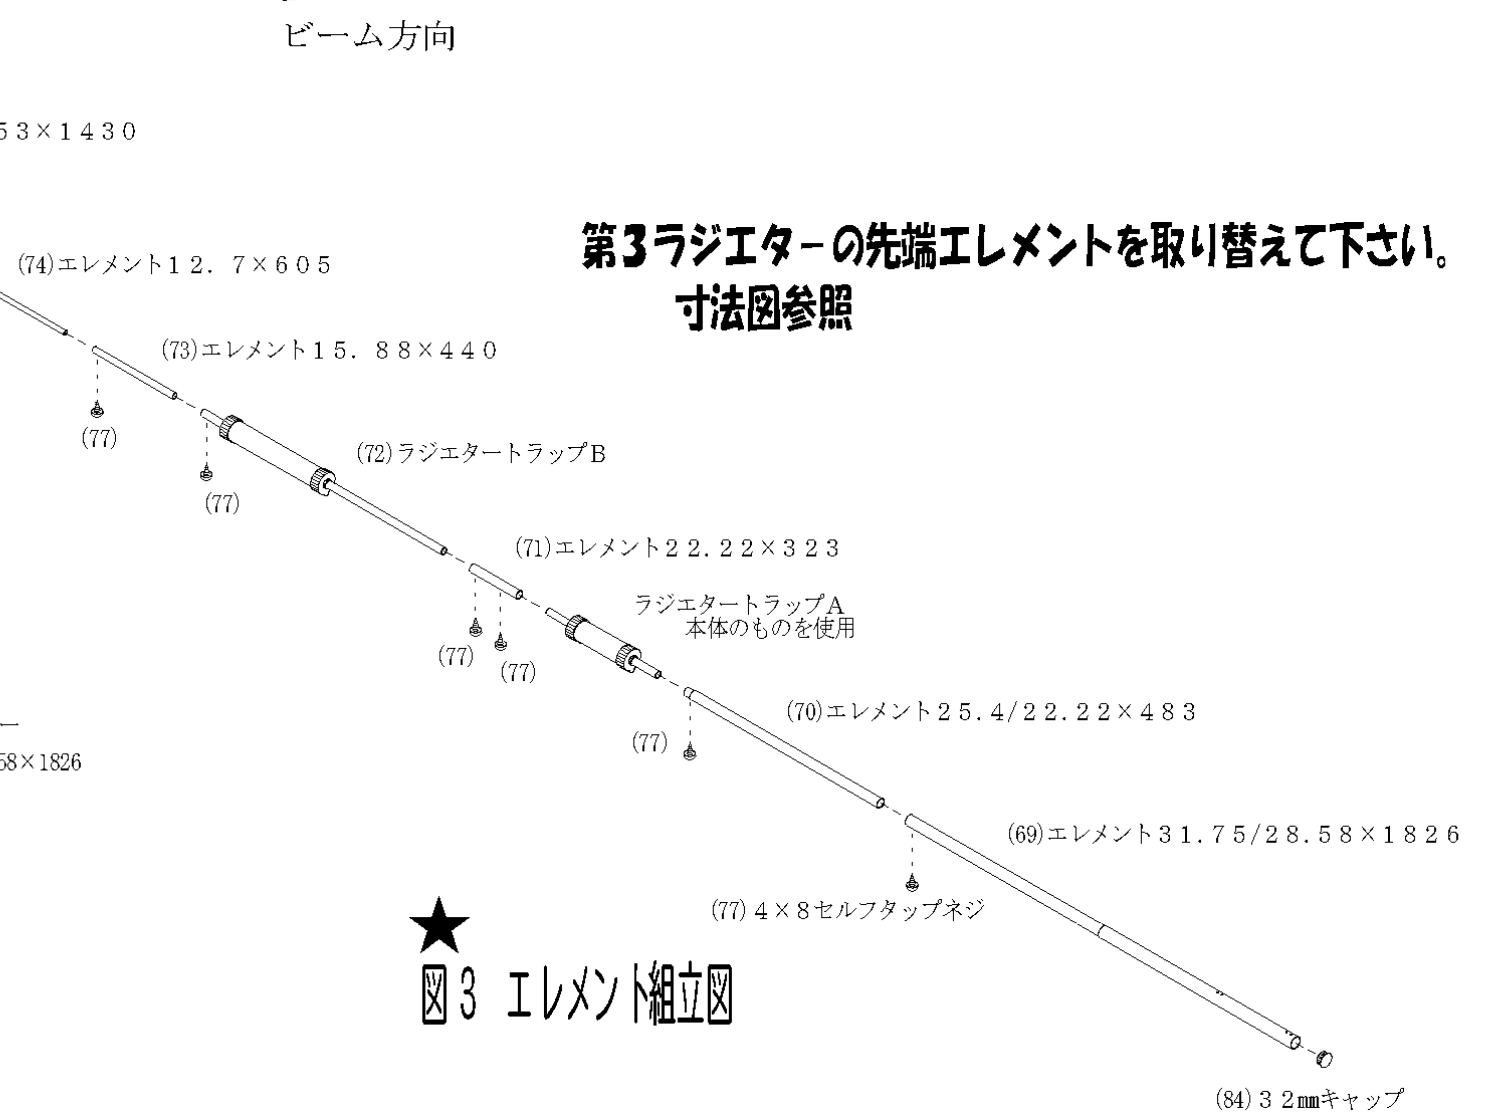 ビーム方向
53×1430
第3ラジエターの先端エレメントを取り替えて下さい。
寸法図参照
(74)エレメント12.7×605
(73)エレメント15.88×440
(77)
(72)ラジエタートラップB
(77)
(71)エレメント22.22×323
ラジエタートラップA
本体のものを使用
(77)
(77)
(70)エレメント25.4/22.22×483
(77)
ー
58×1826
(69)エレメント31.75/28.58×1826
(77)4×8セルフタップネジ
★
図3 エレメント組立図
(84)32mmキャップ